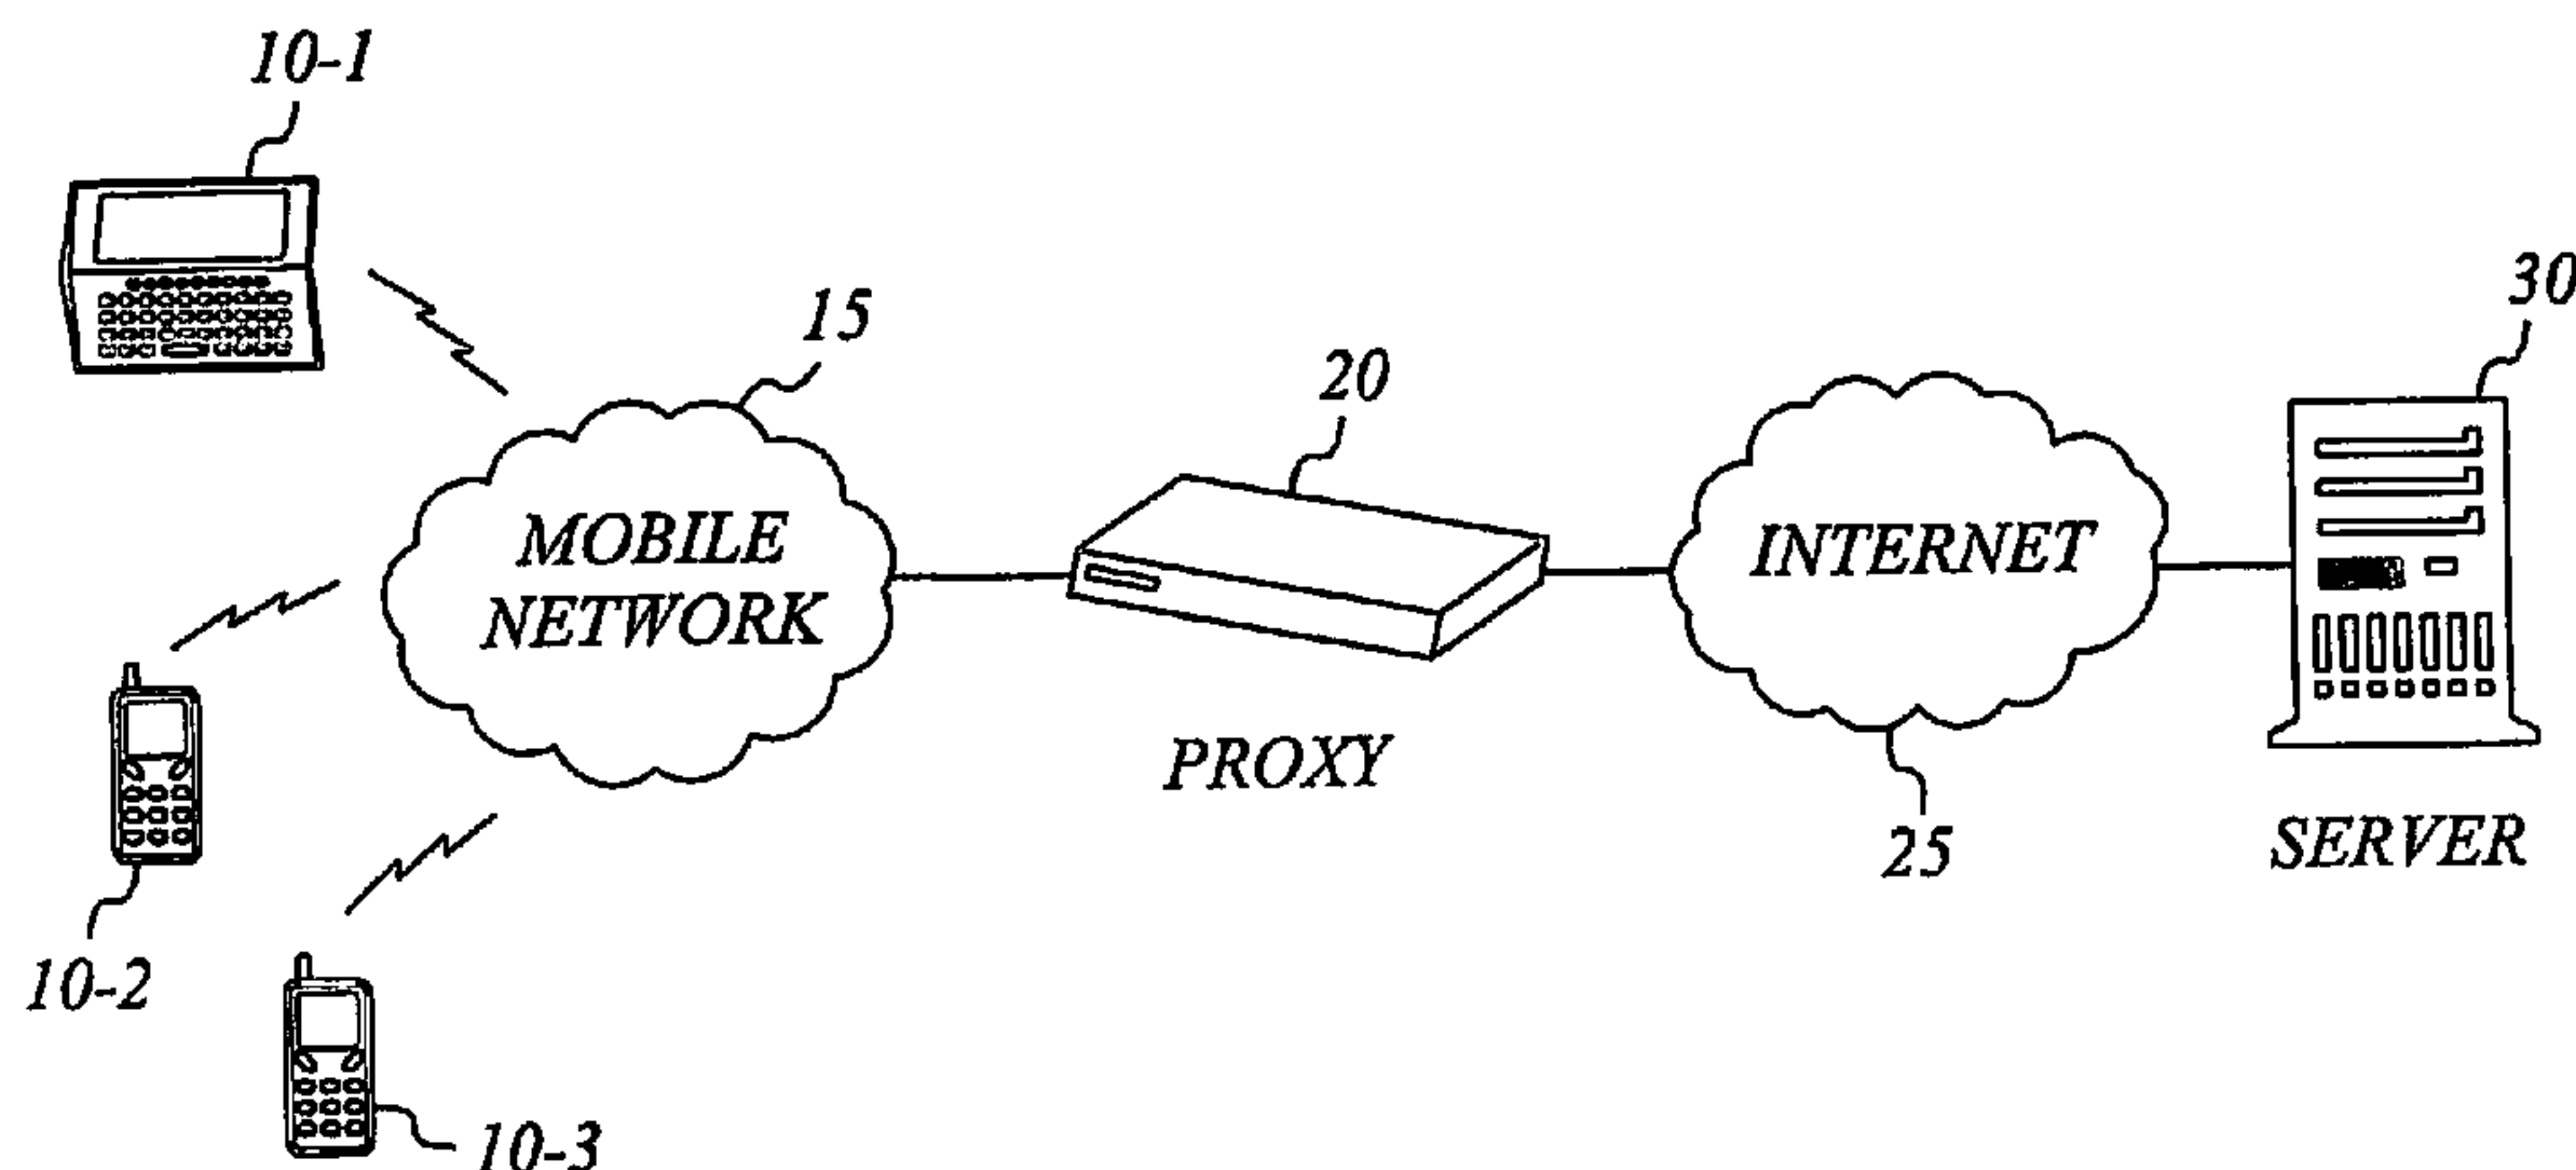 10-1
15
20
30
MOBILE
NETWORK
INTERNET
PROXY
25
SERVER
10-2
10-3